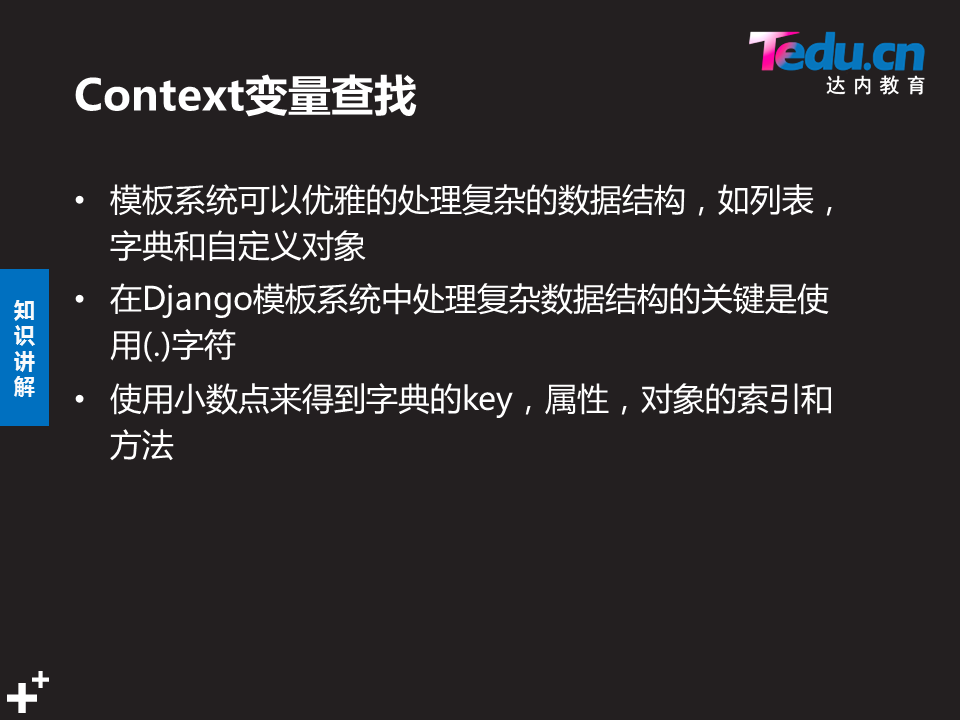 Tedu.cn
达内教育
Context变量查找
• 模板系统可以优雅的处理复杂的数据结构，如列表，
字典和自定义对象
• 在Django模板系统中处理复杂数据结构的关键是使
用(.)字符
• 使用小数点来得到字典的key，属性，对象的索引和
方法
知
识
讲
解